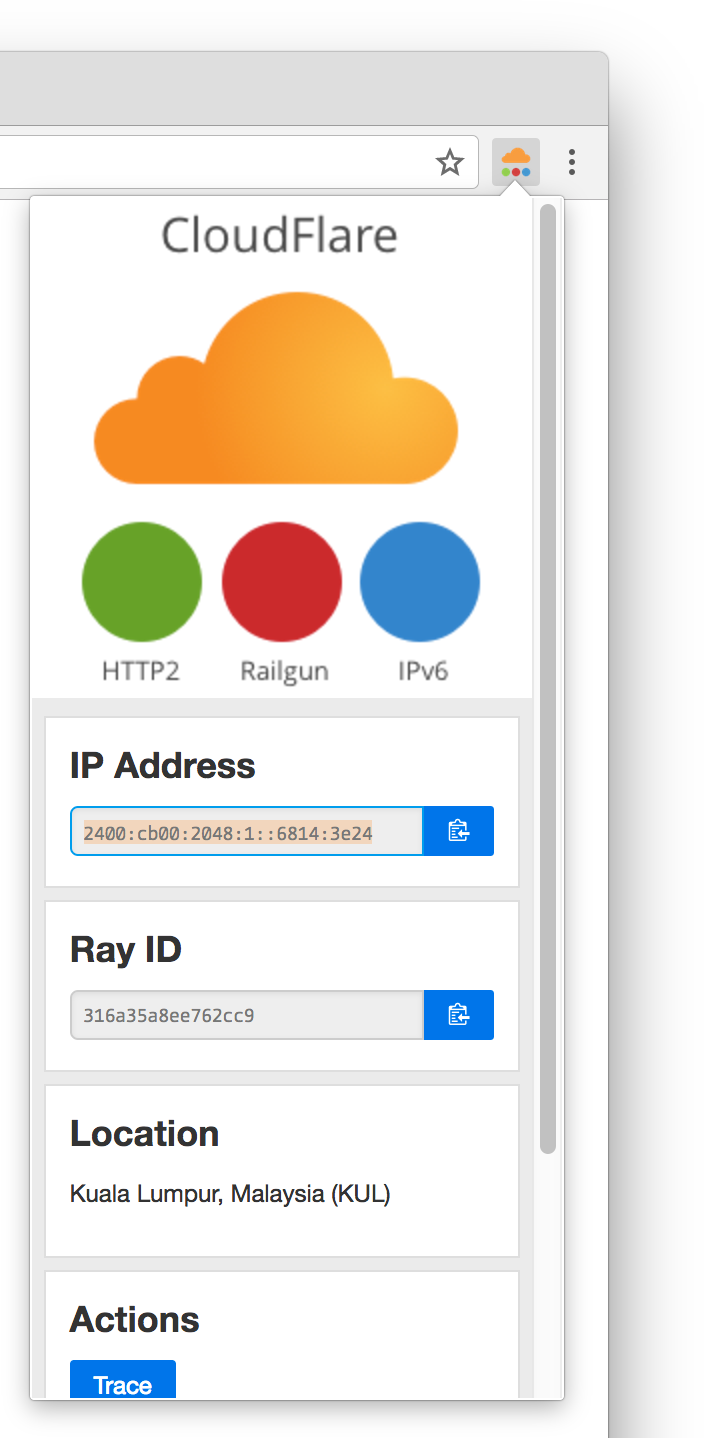 CloudFlare
HTTP2 Railgun IPv6
IP Address
2400:cb00:2048:1::6814:3e24
Ray ID
316a35a8ee762cc9
Location
Kuala Lumpur, Malaysia (KUL)
Actions
Trace